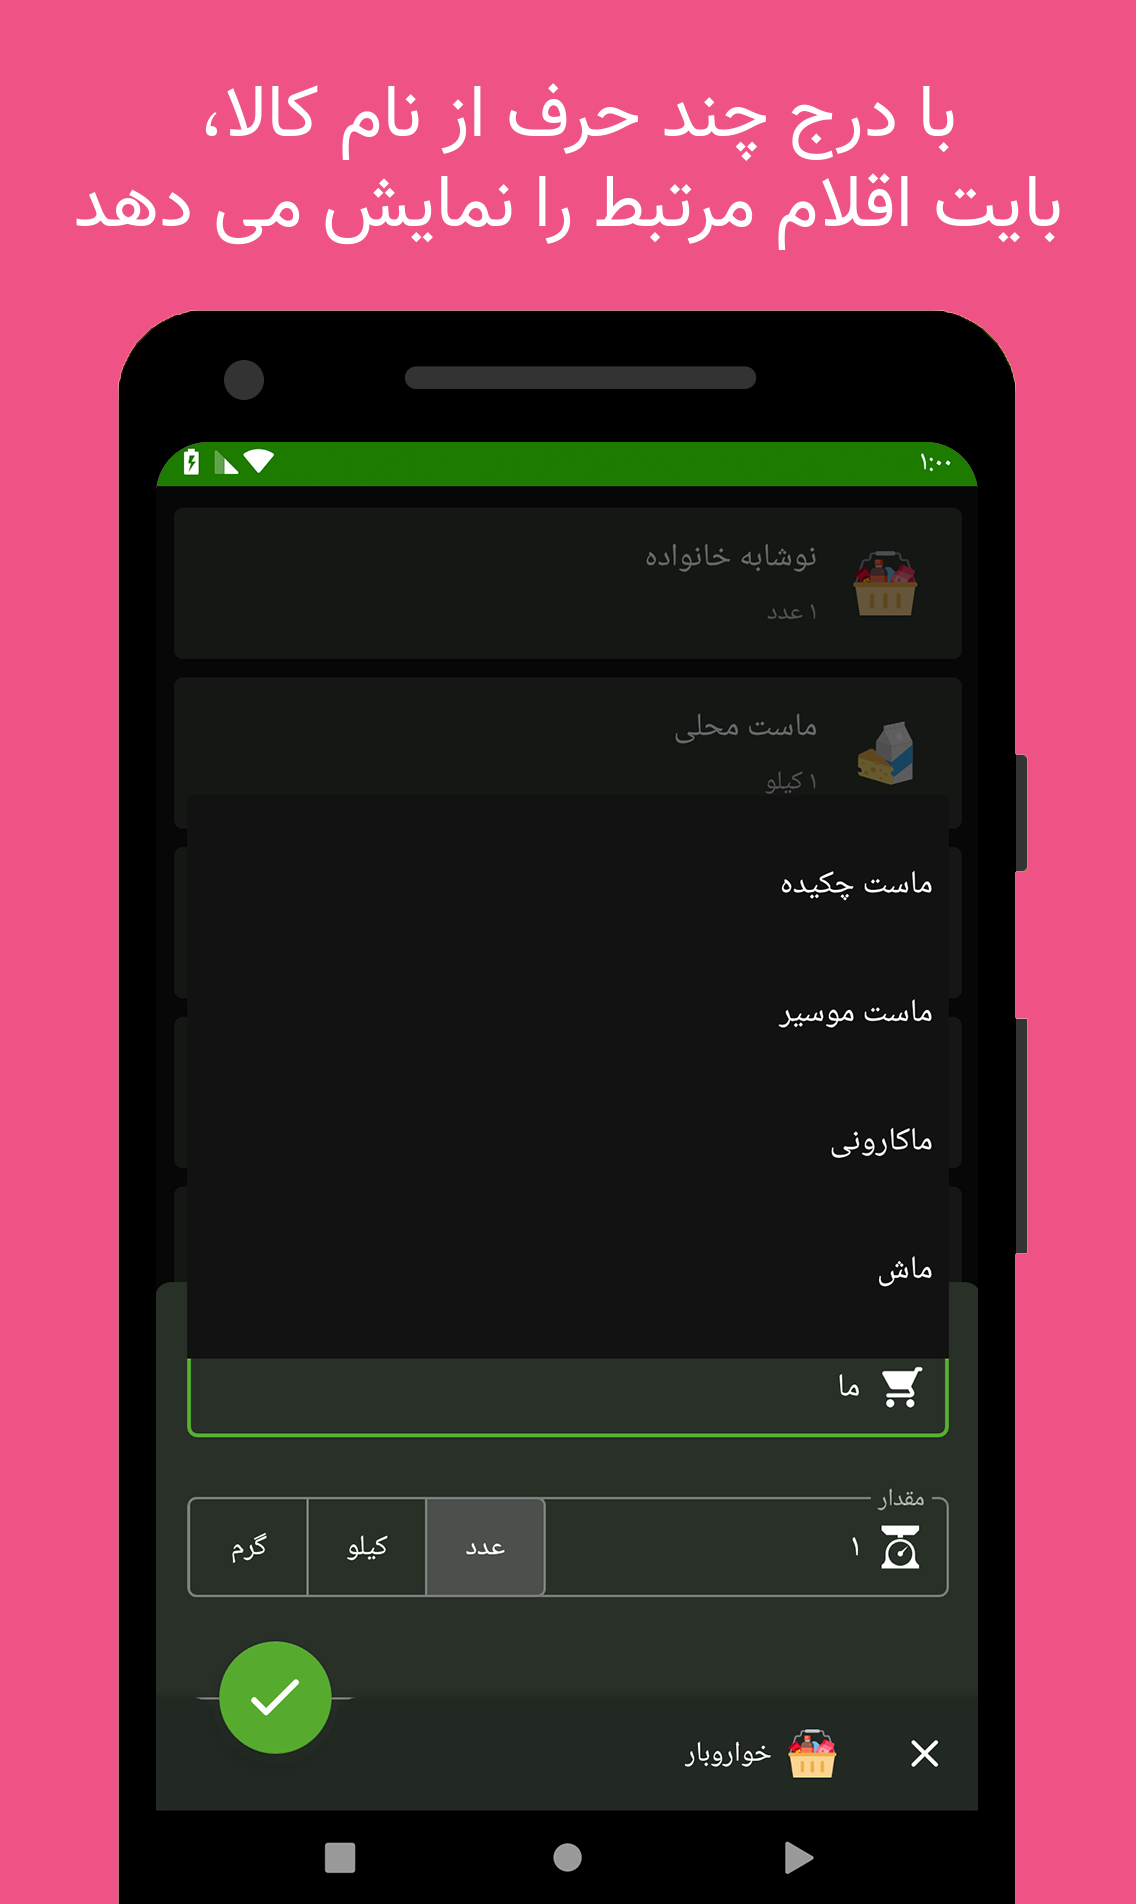 با درج چند حرف از نام کالا،
بایت اقلام مرتبط را نمایش می دهد
۱:۰۰
نوشابه خانواده
۱ عدد
ماست محلی
۱ کیلو
ماست چکیده
ماست موسیر
ماکارونی
ماش
ما
مقدار
۱
عدد
کیلو
گرم
خواروبار